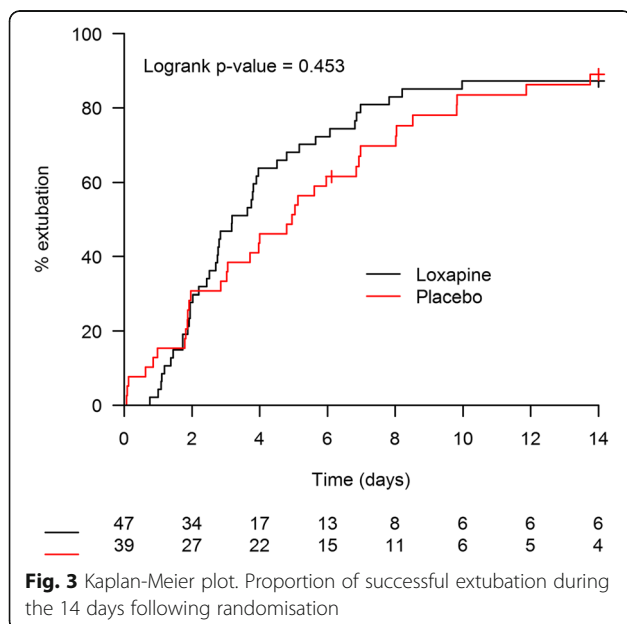 Logrank p-value = 0.453
% extubation
100
80
60
40
20
0
Loxapine
Placebo
0 2 4 6 8 10 12 14
Time (days)
47 34 17 13 8 6 6 6
39 27 22 15 11 6 5 4
Fig. 3 Kaplan-Meier plot. Proportion of successful extubation during
the 14 days following randomisation